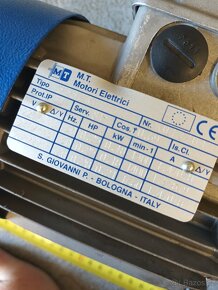 MT M.T.
Motori Elettrici
Tipo Nr.
Prot.IP Serv. Cos. f Is.Cl
V Δ/Y Hz HP kW min-1 A Δ/Y
CE
S. GIOVANNI P. - BOLOGNA - ITALY